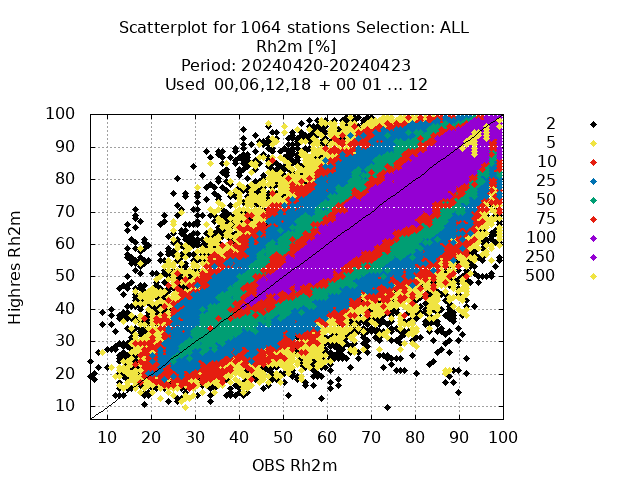 Scatterplot for 1064 stations Selection: ALL
Rh2m [%]
Period: 20240420-20240423
Used 00,06,12,18 + 00 01 ... 12
100
90
80
70
60
50
40
30
20
10
Highres Rh2m
10 20 30 40 50 60 70 80 90 100
OBS Rh2m
2
5
10
25
50
75
100
250
500